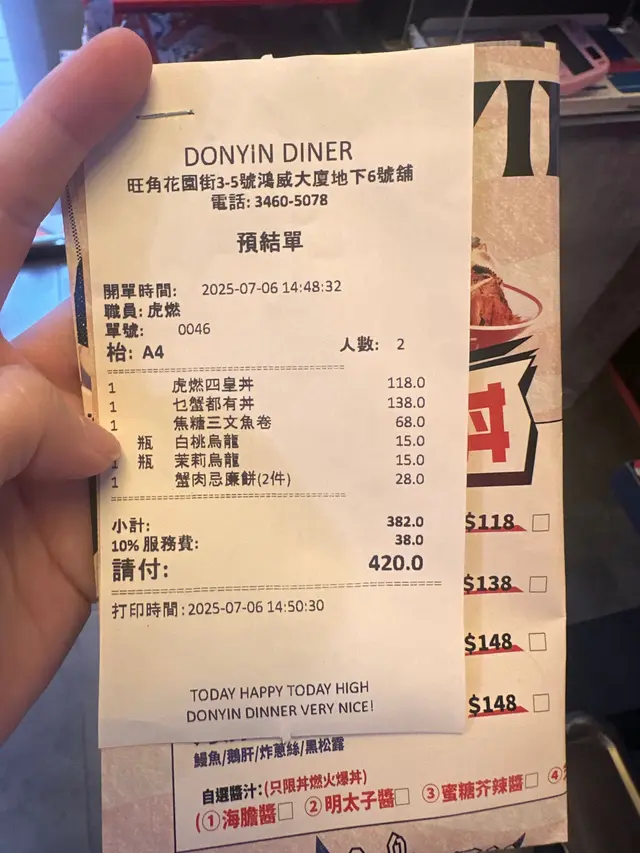 DONYIN DINER
旺角花園街3-5號鴻威大廈地下6號舖
電話: 3460-5078
預結單
開單時間: 2025-07-06 14:48:32
職員: 虎燃
單號: 0046
枱: A4 人數: 2
1 虎燃四皇丼 118.0
1 乜蟹都有丼 138.0
1 焦糖三文魚卷 68.0
瓶 白桃烏龍 15.0
1 瓶 茉莉烏龍 15.0
1 蟹肉忌廉餅(2件) 28.0
小計: 382.0
10% 服務費: 38.0
請付: 420.0
打印時間: 2025-07-06 14:50:30
TODAY HAPPY TODAY HIGH
DONYIN DINNER VERY NICE!
丼
$118
$138
$148
$148
鰻魚/鵝肝/炸蔥絲/黑松露
自選醬汁:(只限丼燃火爆丼)
(①海膽醬 ②明太子醬 ③蜜糖芥辣醬 ④